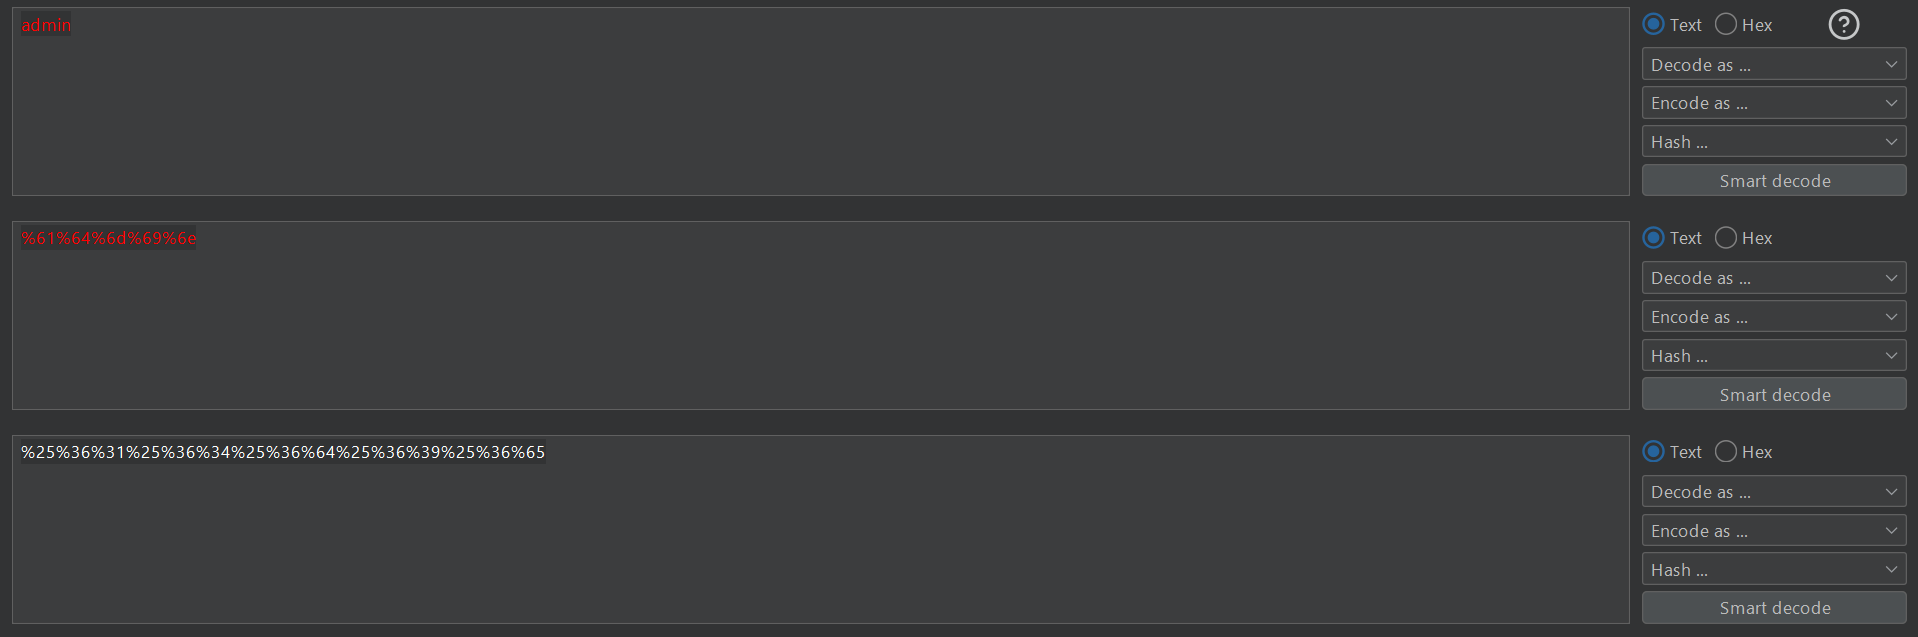 admin
Text Hex ?
Decode as ...
Encode as ...
Hash ...
Smart decode
%61%64%6d%69%6e
Text Hex
Decode as ...
Encode as ...
Hash ...
Smart decode
%25%36%31%25%36%34%25%36%64%25%36%39%25%36%65
Text Hex
Decode as ...
Encode as ...
Hash ...
Smart decode